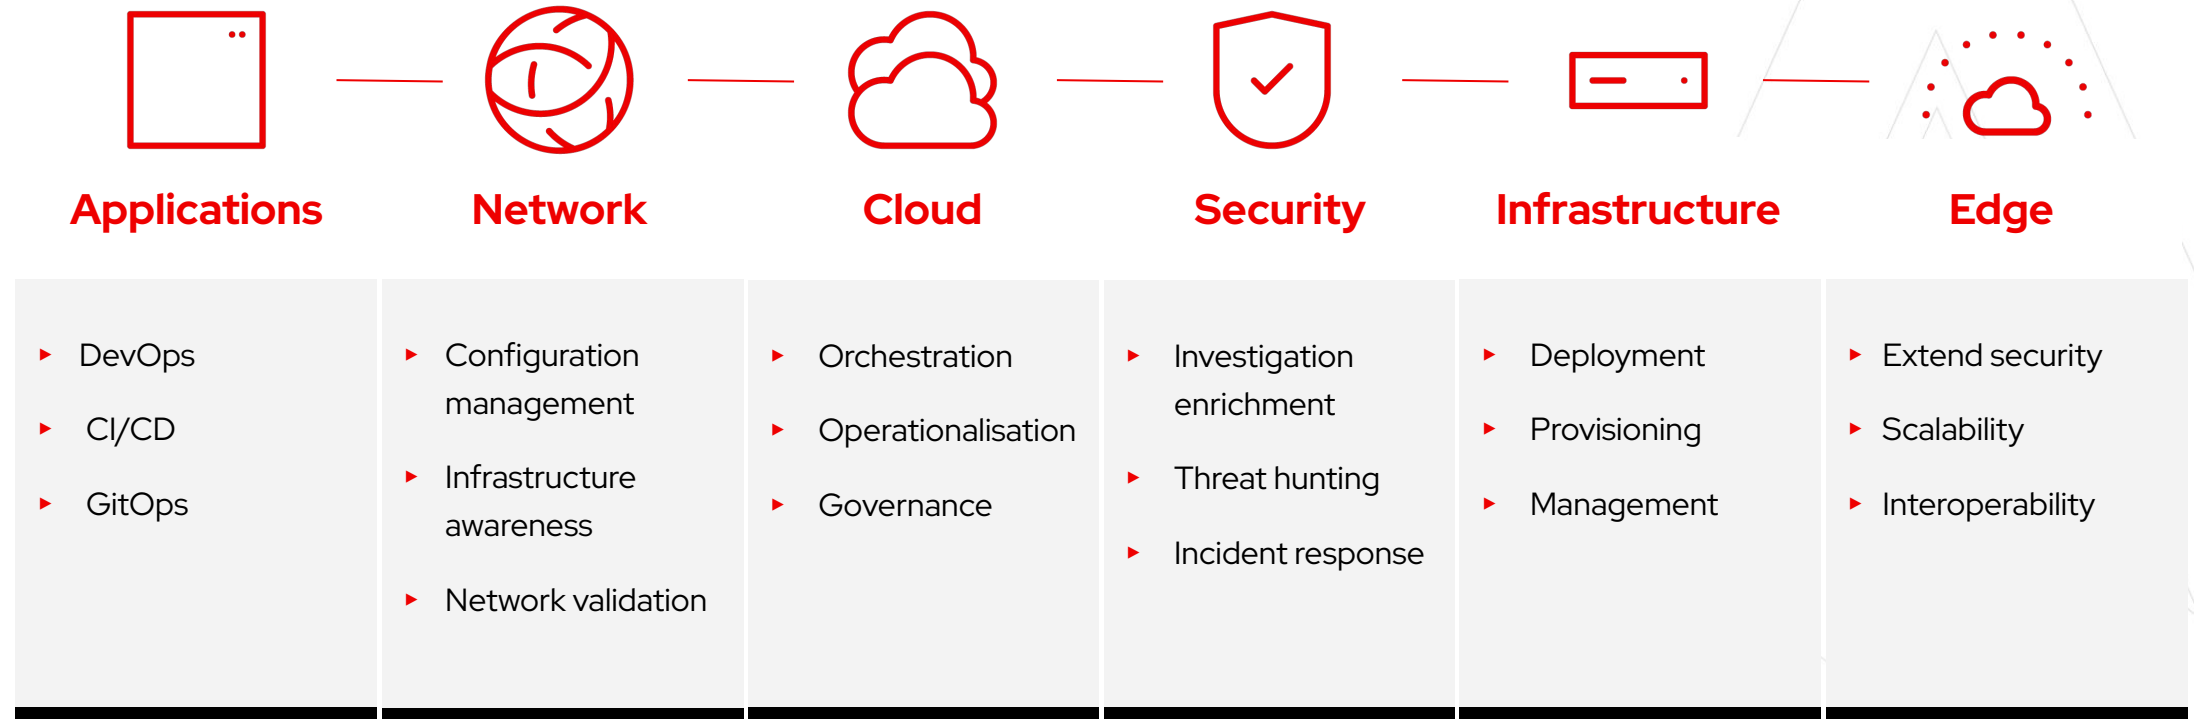 Applications
Network
Cloud
Security
Infrastructure
Edge
DevOps
CI/CD
GitOps
Configuration
management
Infrastructure
awareness
Network validation
Orchestration
Operationalisation
Governance
Investigation
enrichment
Threat hunting
Incident response
Deployment
Provisioning
Management
Extend security
Scalability
Interoperability